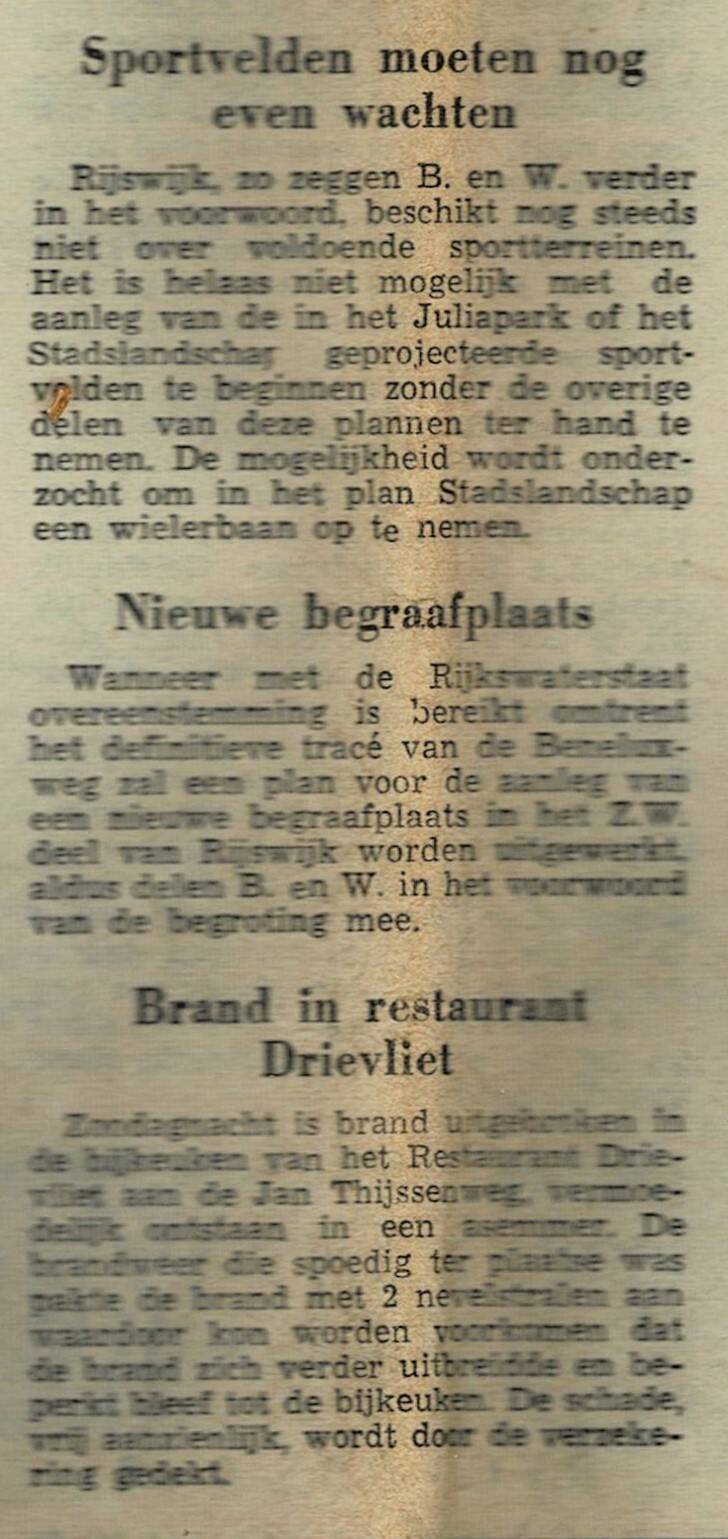 Sportvelden moeten nog
even wachten
Rijswijk, zo zeggen B. en W. verder
in het voorwoord, beschikt nog steeds
niet over voldoende sportterreinen.
Het is helaas niet mogelijk met de
aanleg van de in het Juliapark of het
Stadslandschap geprojecteerde sport-
velden te beginnen zonder de overige
delen van deze plannen ter hand te
nemen. De mogelijkheid wordt onder-
zocht om in het plan Stadslandschap
een wielerbaan op te nemen.
Nieuwe begraafplaats
Wanneer met de Rijkswaterstaat
overeenstemming is bereikt omtrent
het definitieve tracé van de Benelux-
weg zal een plan voor de aanleg van
een nieuwe begraafplaats in het Z.W.
deel van Rijswijk worden uitgewerkt,
aldus delen B. en W. in het voorwoord
van de begroting mee.
Brand in restaurant
Drievliet
Zondagnacht is brand uitgebroken in
de bijkeuken van het Restaurant Drie-
vliet aan de Jan Thijssenweg, vermoe-
delijk ontstaan in een asemmer. De
brandweer die spoedig ter plaatse was
pakte de brand met 2 nevelstralen aan
waardoor kon worden voorkomen dat
de brand zich verder uitbreidde en be-
perkt bleef tot de bijkeuken. De schade,
vrij aanzienlijk, wordt door de verzeke-
ring gedekt.